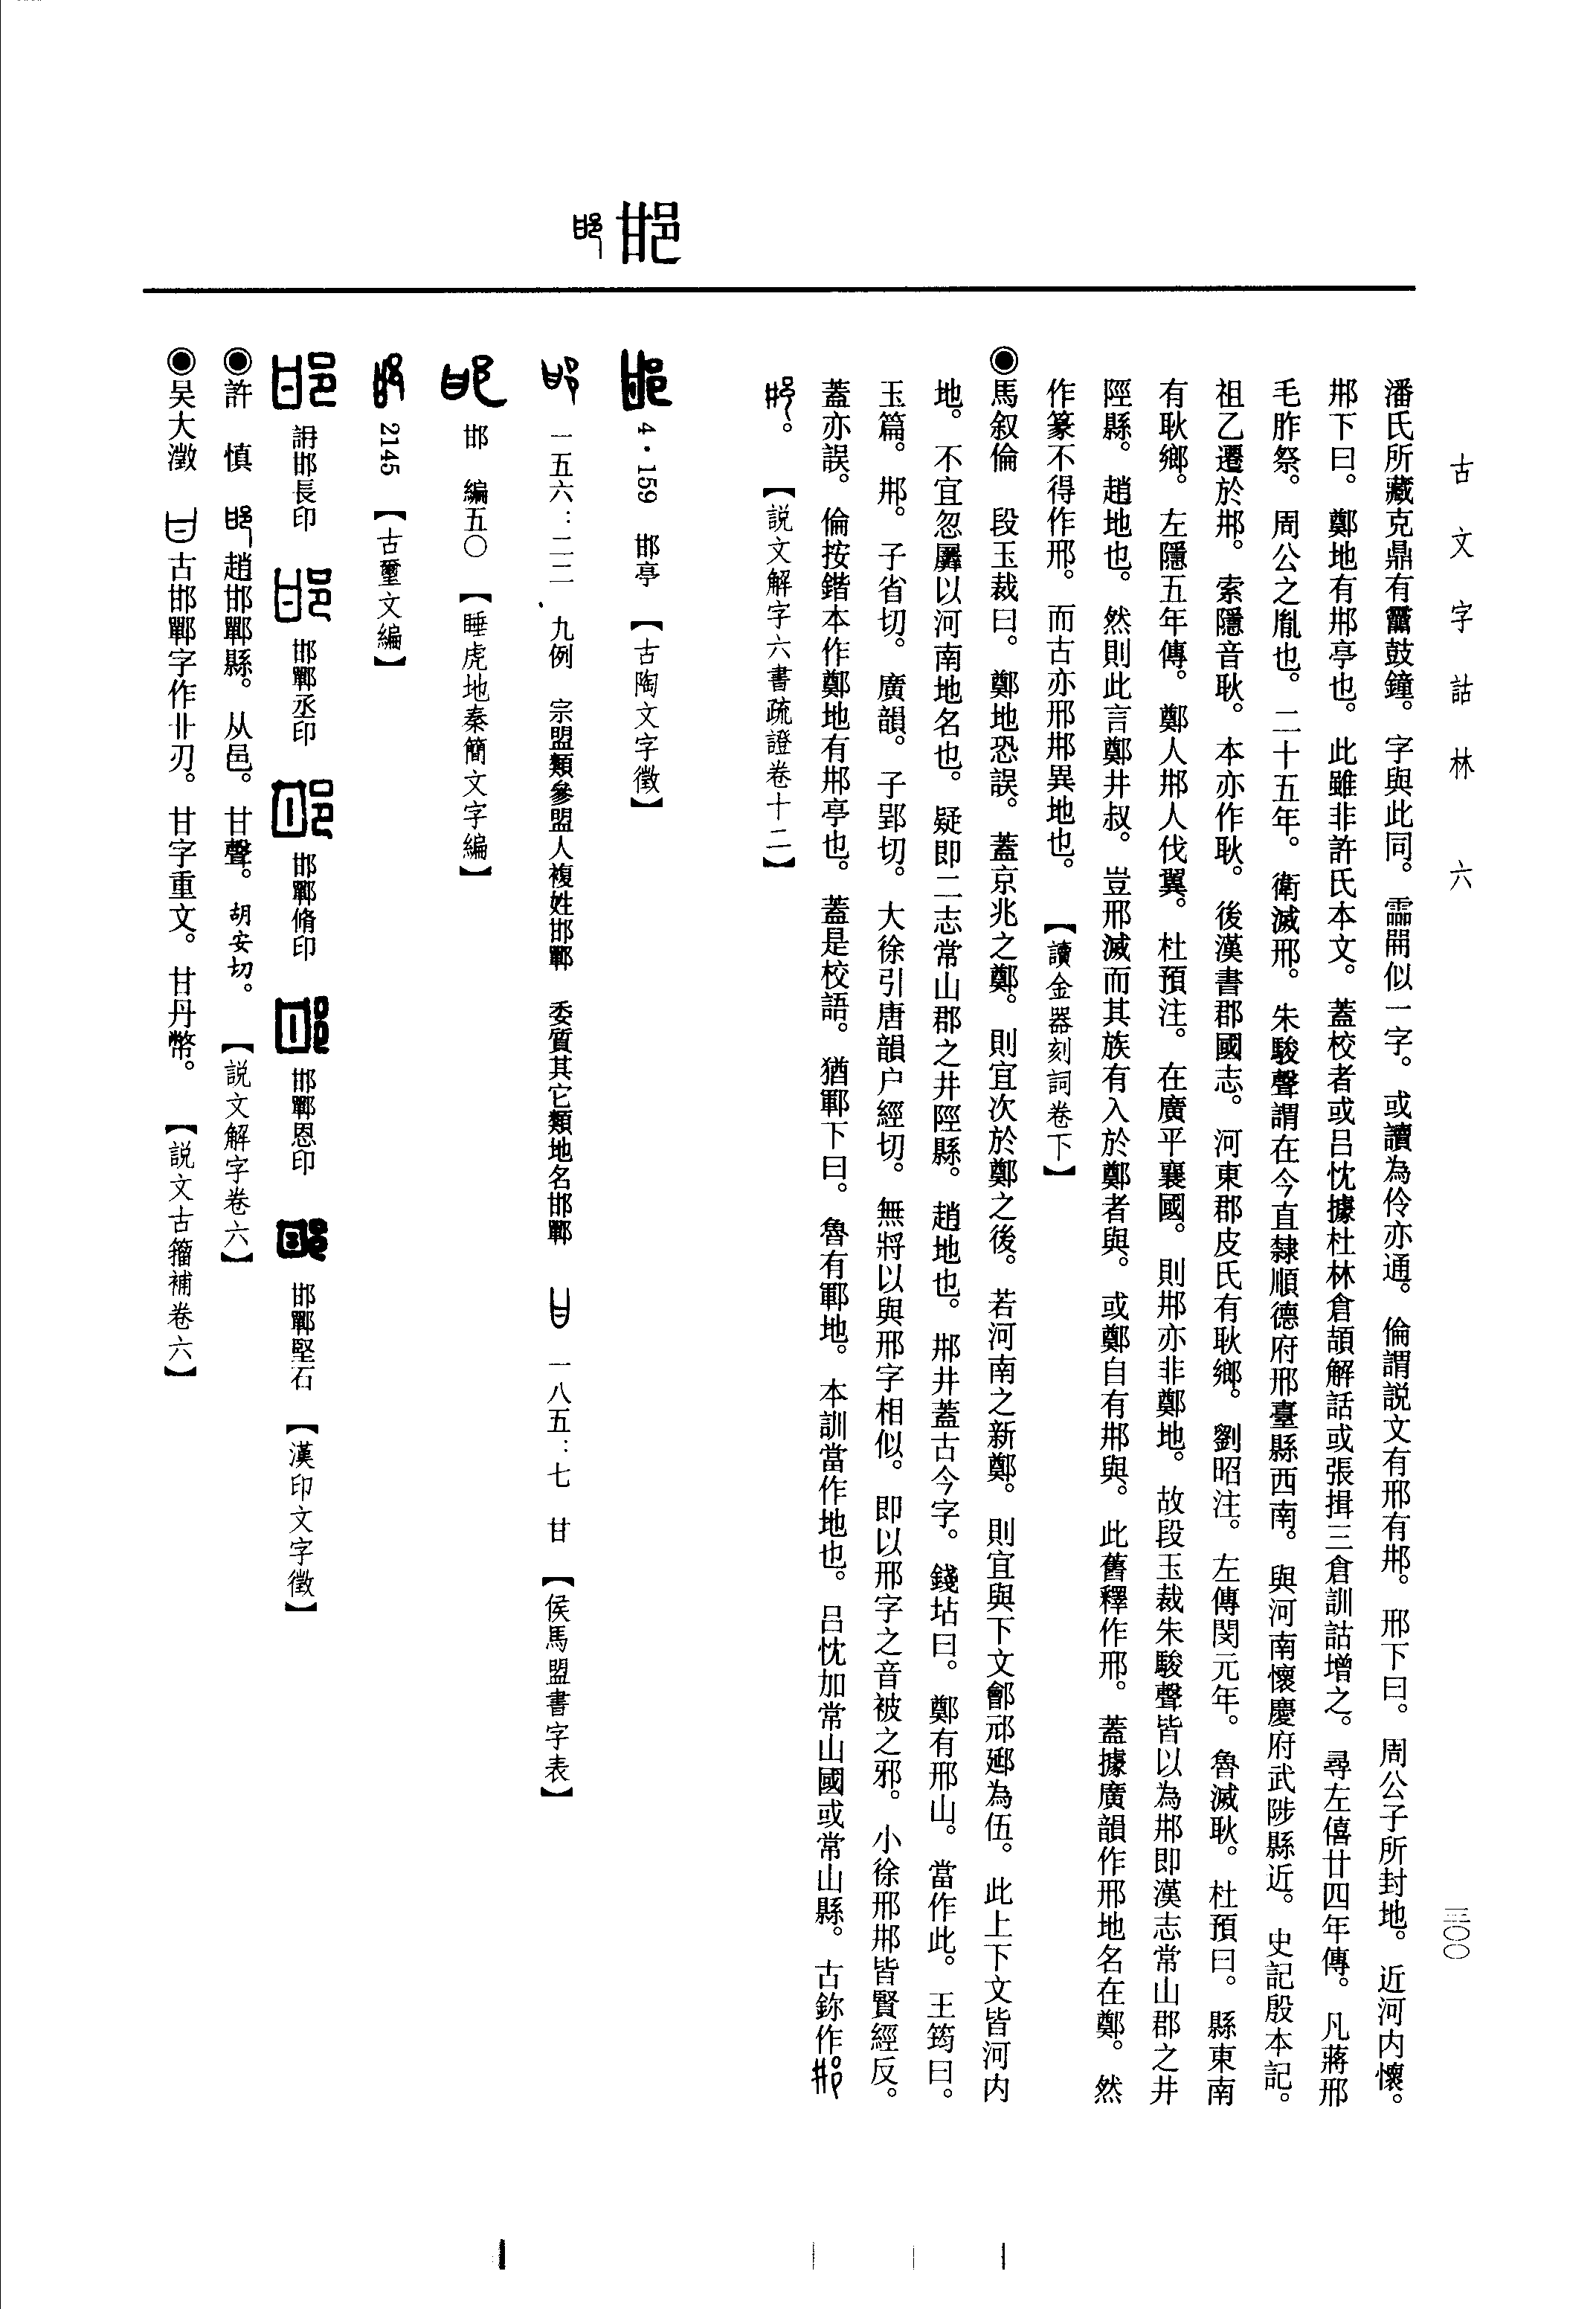 古文字詁林 六
三〇〇
潘氏所藏克鼎有霝鼓鐘。字與此同。霝𦉢似一字。或讀為伶亦通。倫謂說文有邢有邢。邢下曰。周公子所封地。近河内懷。
邢下曰。鄭地有邢亭也。此雖非許氏本文。蓋校者或呂忱據杜林倉頡解話或張揖三倉訓詁增之。尋左僖廿四年傳。凡蔣邢
毛胙祭。周公之胤也。二十五年。衛滅邢。朱駿聲謂在今直隸順德府邢臺縣西南。與河南懷慶府武陟縣近。史記殷本記。
祖乙遷於邢。索隱音耿。本亦作耿。後漢書郡國志。河東郡皮氏有耿鄉。劉昭注。左傳閔元年。魯滅耿。杜預曰。縣東南
有耿鄉。左隱五年傳。鄭人邢人伐翼。杜預注。在廣平襄國。則邢亦非鄭地。故段玉裁朱駿聲皆以為邢即漢志常山郡之井
陘縣。趙地也。然則此言鄭井叔。豈邢滅而其族有入於鄭者與。或鄭自有邢與。此舊釋作邢。蓋據廣韻作邢地名在鄭。然
作篆不得作邢。而古亦邢邢異地也。【讀金器刻詞卷下】
◉馬叙倫 段玉裁曰。鄭地恐誤。蓋京兆之鄭。則宜次於鄭之後。若河南之新鄭。則宜與下文鄶邧郔為伍。此上下文皆河内
地。不宜忽羼以河南地名也。疑即二志常山郡之井陘縣。趙地也。邢井蓋古今字。錢坫曰。鄭有邢山。當作此。王筠曰。
玉篇。邢。子省切。廣韻。子郢切。大徐引唐韻户經切。無將以與邢字相似。即以邢字之音被之邪。小徐邢邢皆賢經反。
蓋亦誤。倫按鍇本作鄭地有邢亭也。蓋是校語。猶鄆下曰。魯有鄆地。本訓當作地也。呂忱加常山國或常山縣。古鉨作
。【說文解字六書疏證卷十二】
邯
4·159 邯亭 【古陶文字徵】
一五六：二二 九例 宗盟類參盟人複姓邯鄲 委質其它類地名邯鄲 一八五：七 甘 【侯馬盟書字表】
邯 編五〇 【睡虎地秦簡文字編】
2145 【古璽文編】
邯長印 邯鄲丞印 邯鄲脩印 邯鄲恩印 邯鄲堅石 【漢印文字徵】
◉許 慎 趙邯鄲縣。从邑。甘聲。胡安切。【說文解字卷六】
◉吴大澂 古邯鄲字作卝刃。甘字重文。甘丹幣。【說文古籀補卷六】